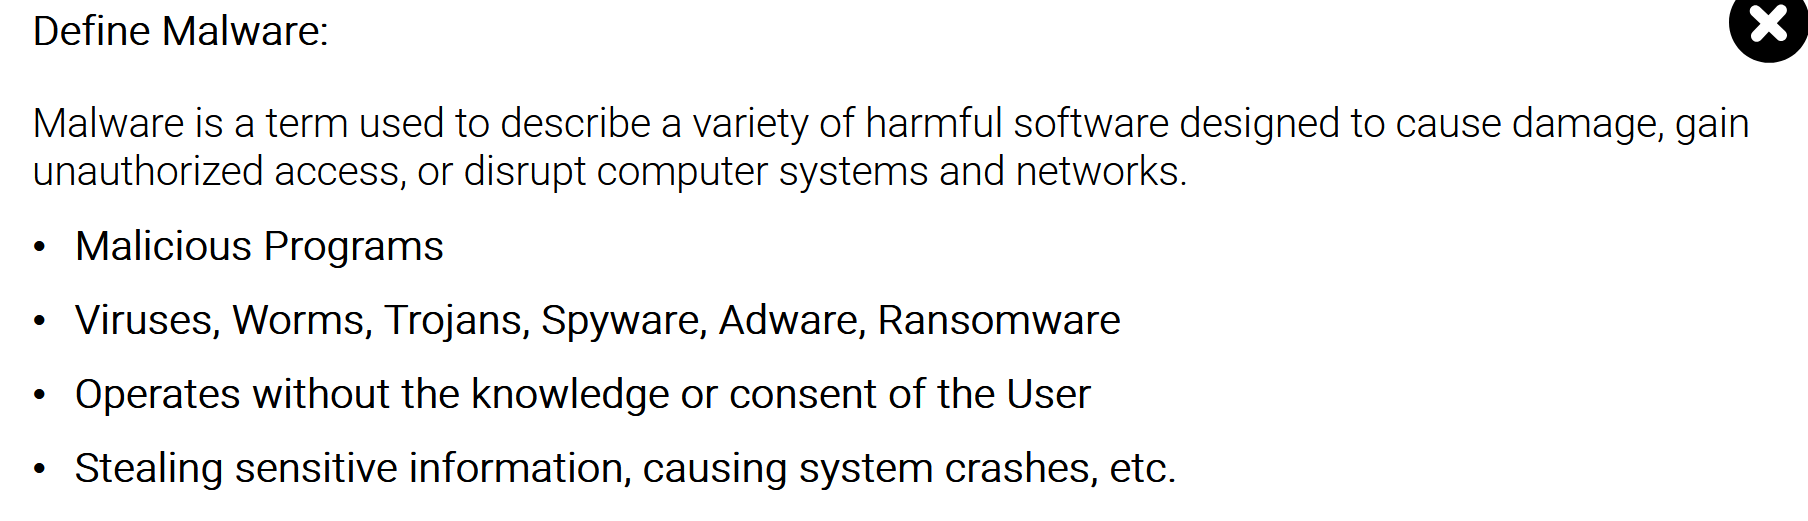 Define Malware:
Malware is a term used to describe a variety of harmful software designed to cause damage, gain
unauthorized access, or disrupt computer systems and networks.
• Malicious Programs
• Viruses, Worms, Trojans, Spyware, Adware, Ransomware
• Operates without the knowledge or consent of the User
• Stealing sensitive information, causing system crashes, etc.